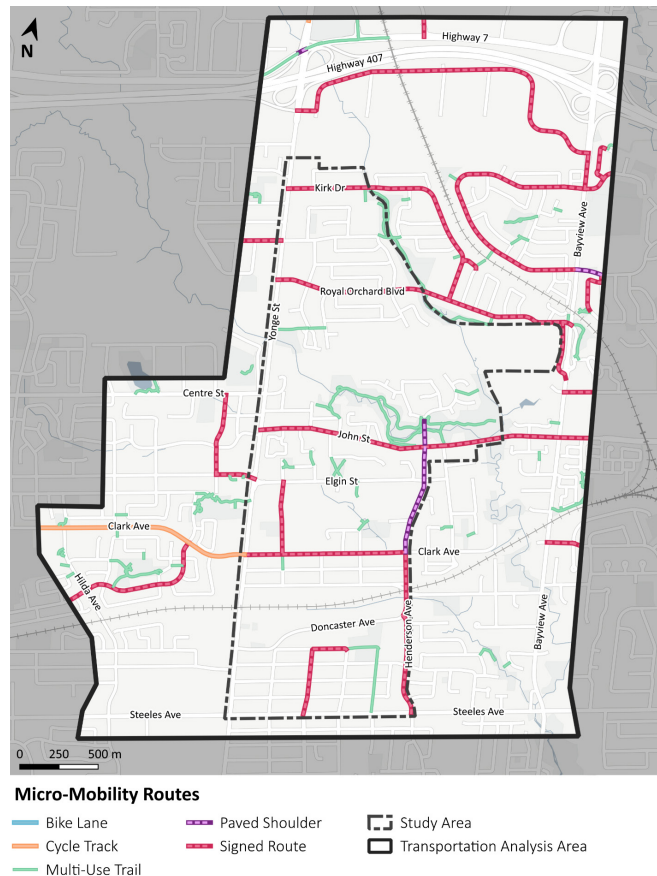 N
Highway 7
Highway 407
Kirk Dr
Bayview Ave
Royal Orchard Blvd
Yonge St
Centre St
John St
Elgin St
Clark Ave
Clark Ave
Hilda Ave
Doncaster Ave
Henderson Ave
Bayview Ave
Steeles Ave
Steeles Ave
0 250 500 m
Micro-Mobility Routes
Bike Lane
Paved Shoulder
Study Area
Cycle Track
Signed Route
Transportation Analysis Area
Multi-Use Trail